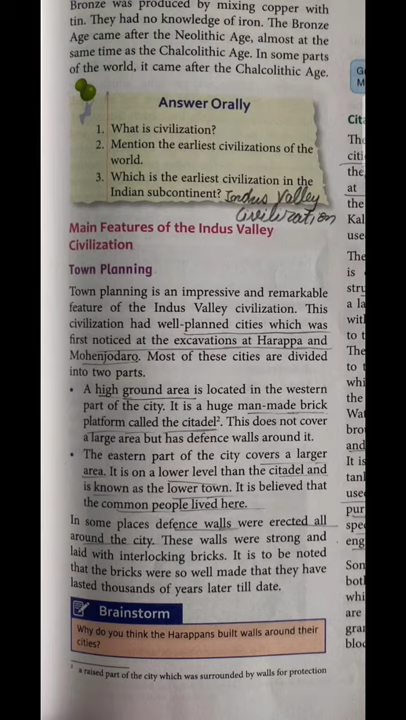 Bronze was produced by mixing copper with
tin. They had no knowledge of iron. The Bronze
Age came after the Neolithic Age, almost at the
same time as the Chalcolithic Age. In some parts
of the world, it came after the Chalcolithic Age.
Answer Orally
1. What is civilization?
2. Mention the earliest civilizations of the
world.
3. Which is the earliest civilization in the
Indian subcontinent? Indus Valley
Civilization
Main Features of the Indus Valley
Civilization
Town Planning
Town planning is an impressive and remarkable
feature of the Indus Valley civilization. This
civilization had well-planned cities which was
first noticed at the excavations at Harappa and
Mohenjodaro. Most of these cities are divided
into two parts.
• A high ground area is located in the western
part of the city. It is a huge man-made brick
platform called the citadel². This does not cover
a large area but has defence walls around it.
• The eastern part of the city covers a larger
area. It is on a lower level than the citadel and
is known as the lower town. It is believed that
the common people lived here.
In some places defence walls were erected all
around the city. These walls were strong and
laid with interlocking bricks. It is to be noted
that the bricks were so well made that they have
lasted thousands of years later till date.
Brainstorm
Why do you think the Harappans built walls around their
cities?
² a raised part of the city which was surrounded by walls for protection